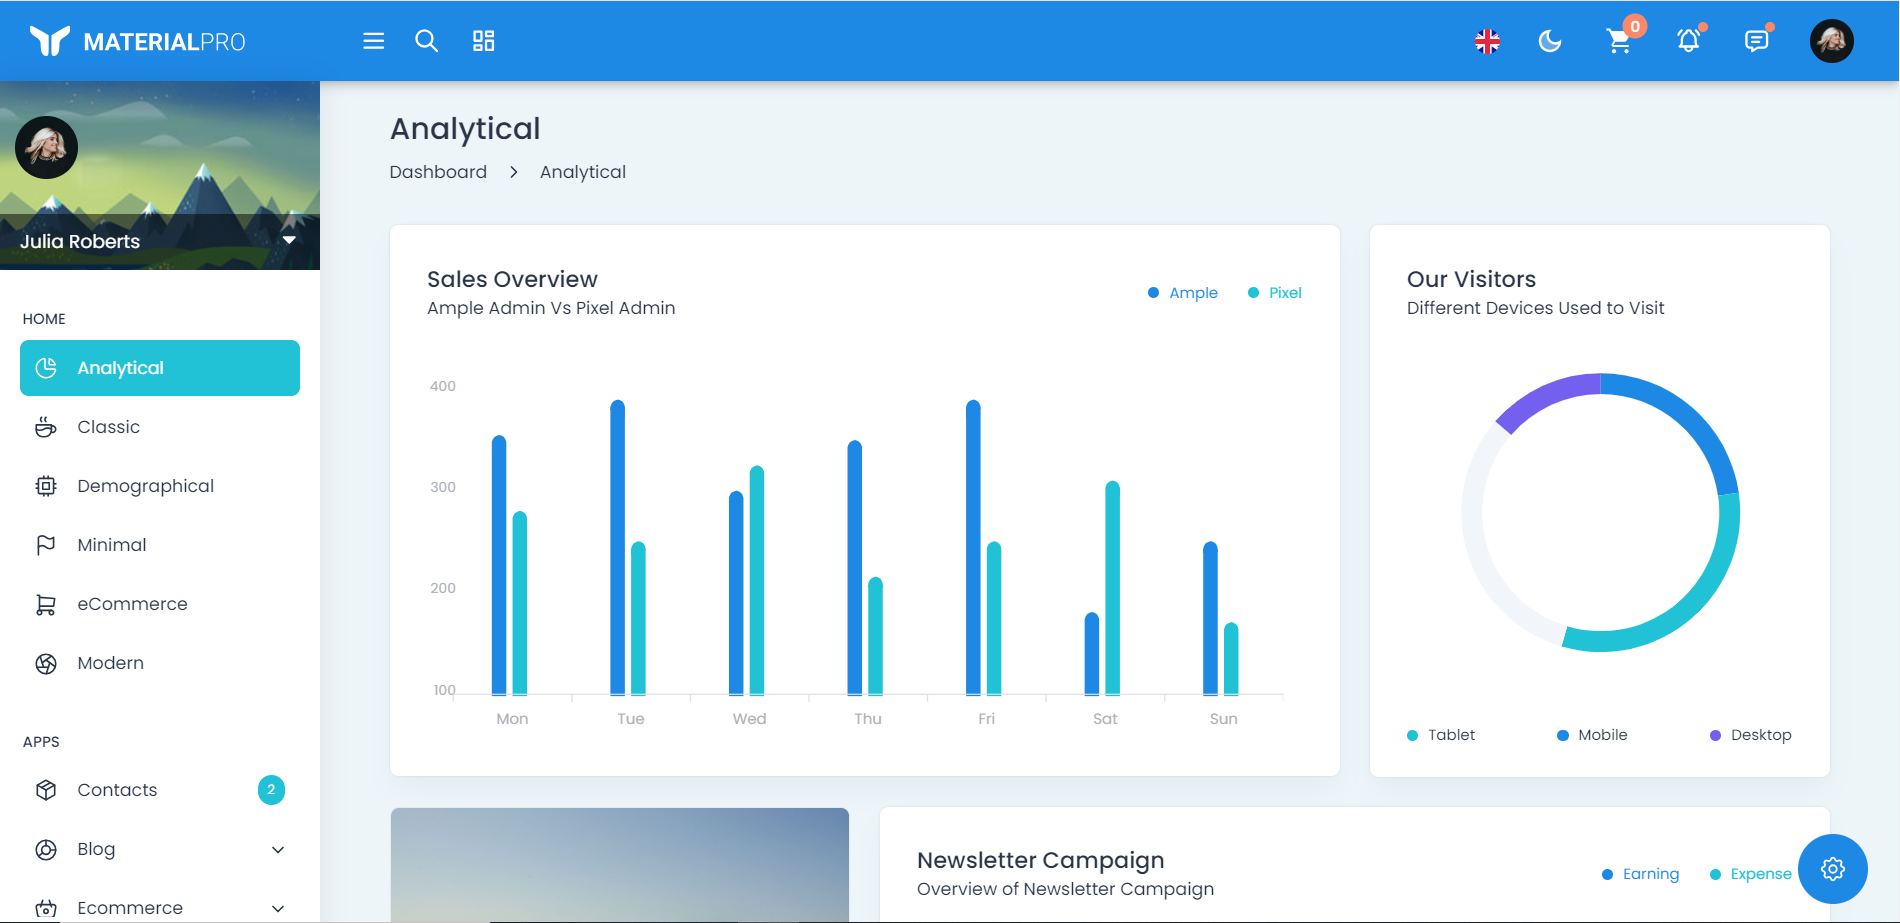 MATERIALPRO
0
Julia Roberts
HOME
Analytical
Classic
Demographical
Minimal
eCommerce
Modern
APPS
Contacts
2
Blog
Ecommerce
Analytical
Dashboard
Analytical
Sales Overview
Ample Admin Vs Pixel Admin
Ample
Pixel
400
300
200
100
Mon
Tue
Wed
Thu
Fri
Sat
Sun
Our Visitors
Different Devices Used to Visit
Tablet
Mobile
Desktop
Newsletter Campaign
Overview of Newsletter Campaign
Earning
Expense